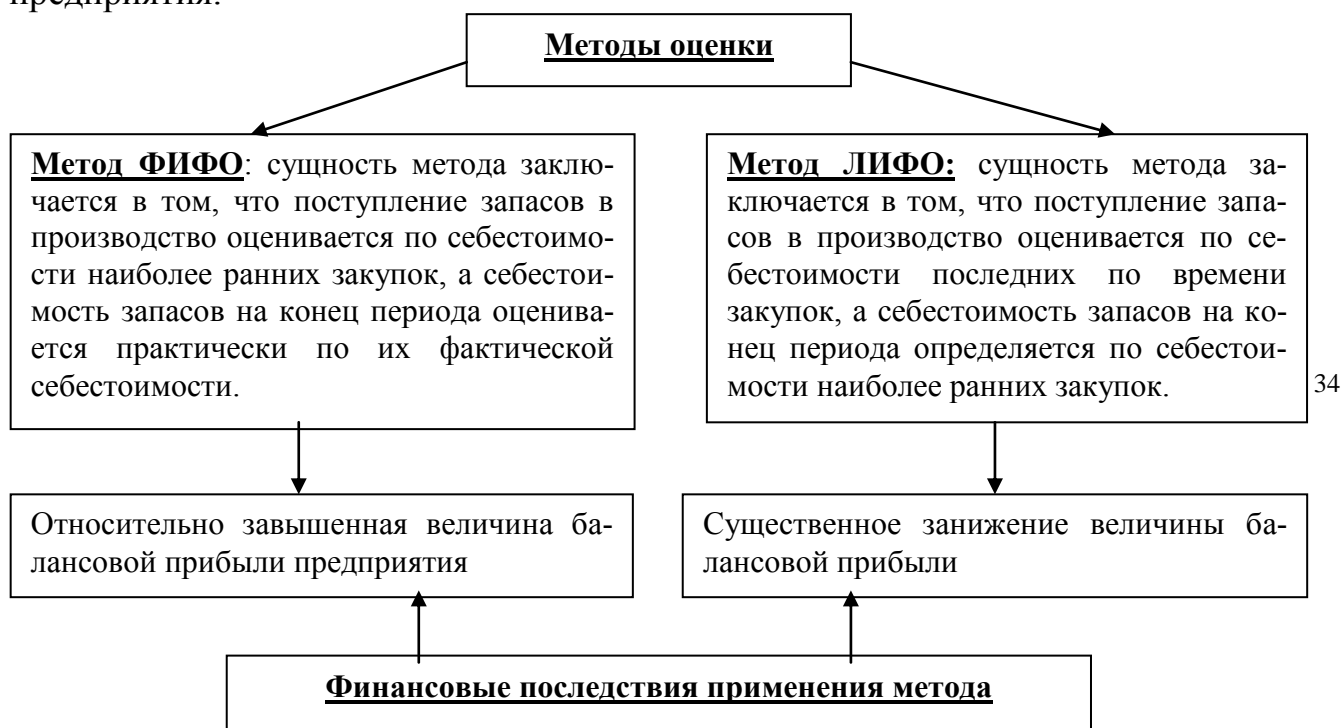 предприятия.
Методы оценки
Метод ФИФО: сущность метода заклю-
чается в том, что поступление запасов в
производство оценивается по себестоимо-
сти наиболее ранних закупок, а себестои-
мость запасов на конец периода оценива-
ется практически по их фактической
себестоимости.
Метод ЛИФО: сущность метода за-
ключается в том, что поступление запа-
сов в производство оценивается по се-
бестоимости последних по времени
закупок, а себестоимость запасов на ко-
нец периода определяется по себестои-
мости наиболее ранних закупок.
34
Относительно завышенная величина ба-
лансовой прибыли предприятия
Существенное занижение величины ба-
лансовой прибыли
Финансовые последствия применения метода